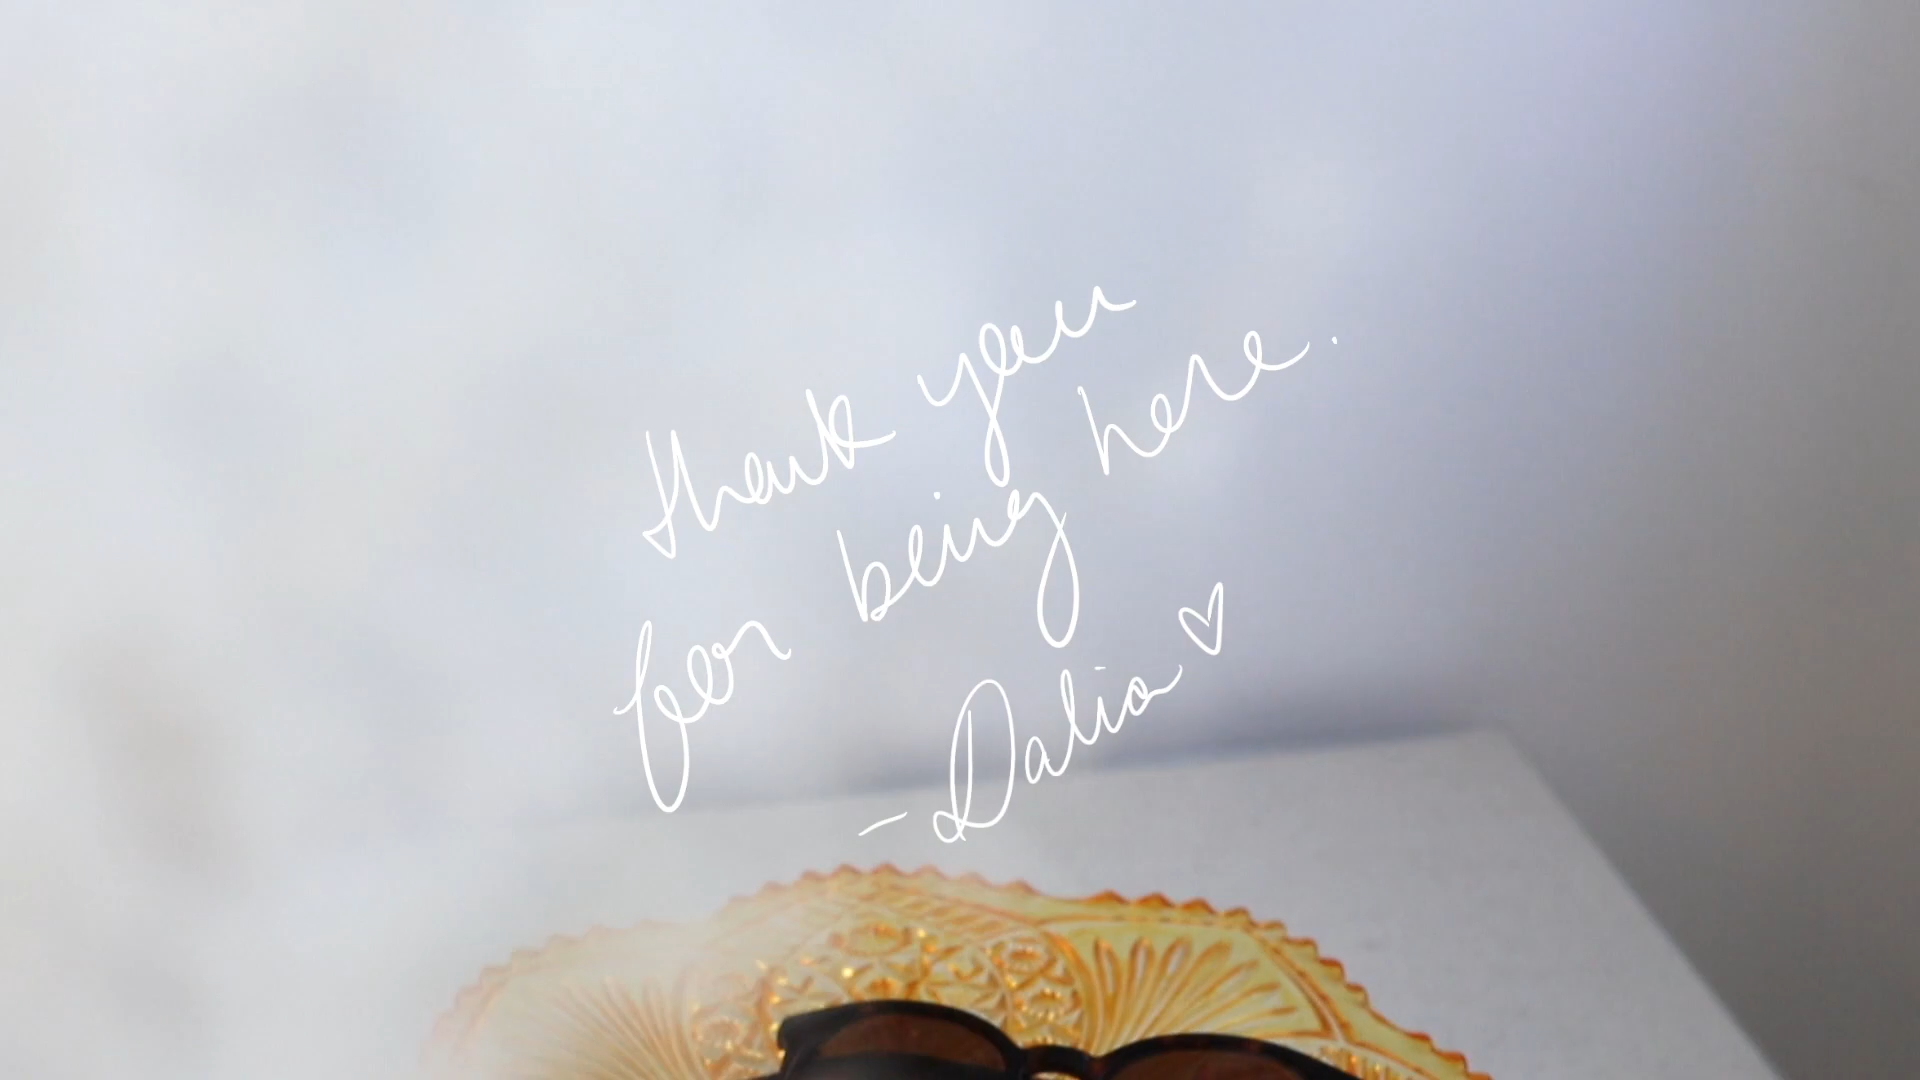 thank you
for being here.
- Dalia ♡